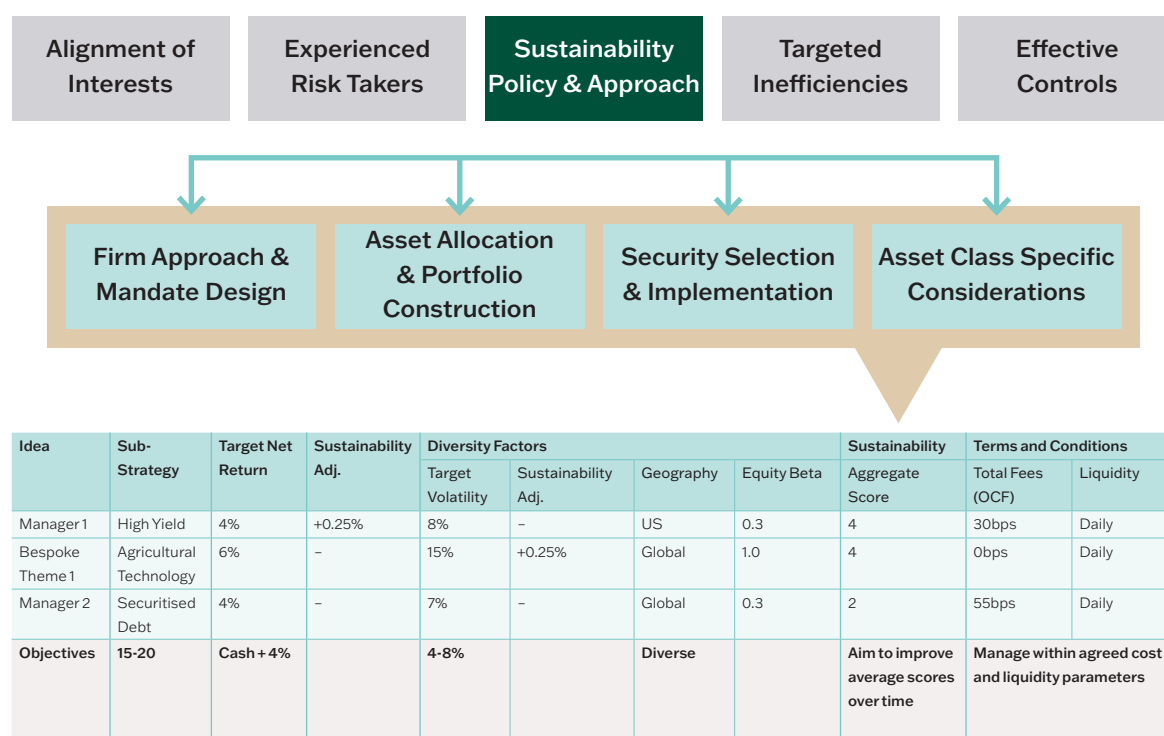 Alignment of
Interests
Experienced
Risk Takers
Sustainability
Policy & Approach
Targeted
Inefficiencies
Effective
Controls
Firm Approach &
Mandate Design
Asset Allocation
& Portfolio
Construction
Security Selection
& Implementation
Asset Class Specific
Considerations
Idea Sub- Target Net Sustainability Diversity Factors Sustainability Terms and Conditions
Strategy Return Adj. Target Sustainability Geography Equity Beta Aggregate Total Fees Liquidity
Volatility Adj. Score (OCF)
Manager 1 High Yield 4% +0.25% 8% – US 0.3 4 30bps Daily
Bespoke Agricultural 6% – 15% +0.25% Global 1.0 4 0bps Daily
Theme 1 Technology
Manager 2 Securitised 4% – 7% – Global 0.3 2 55bps Daily
Debt
Objectives 15-20 Cash + 4% 4-8% Diverse Aim to improve Manage within agreed cost
average scores and liquidity parameters
over time